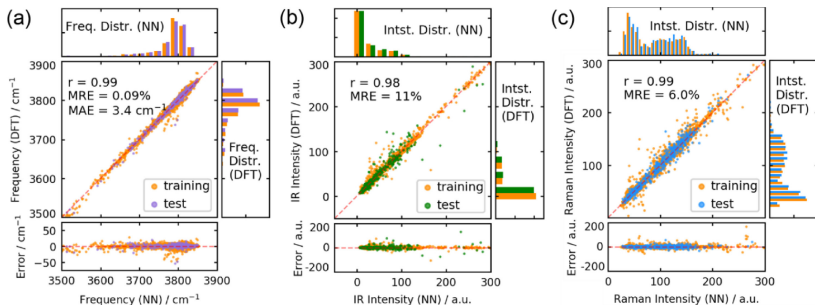 (a)
Freq. Distr. (NN)
3900
3800
3700
3600
3500
Frequency (DFT) / cm⁻¹
r = 0.99
MRE = 0.09%
MAE = 3.4 cm⁻¹
training
test
Freq.
Distr.
(DFT)
50
0
−50
Error / cm⁻¹
3500 3600 3700 3800 3900
Frequency (NN) / cm⁻¹
(b)
Intst. Distr. (NN)
300
200
100
0
IR Intensity (DFT) / a.u.
r = 0.98
MRE = 11%
training
test
Intst.
Distr.
(DFT)
200
0
−200
Error / a.u.
0 100 200 300
IR Intensity (NN) / a.u.
(c)
Intst. Distr. (NN)
300
200
100
0
Raman Intensity (DFT) / a.u.
r = 0.99
MRE = 6.0%
training
test
Intst.
Distr.
(DFT)
200
0
−200
Error / a.u.
0 100 200 300
Raman Intensity (NN) / a.u.